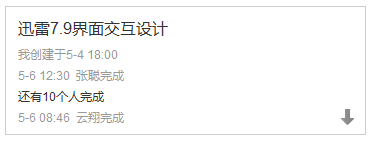 迅雷7.9界面交互设计
我创建于5-4 18:00
5-6 12:30 张聪完成
还有10个人完成
5-6 08:46 云翔完成